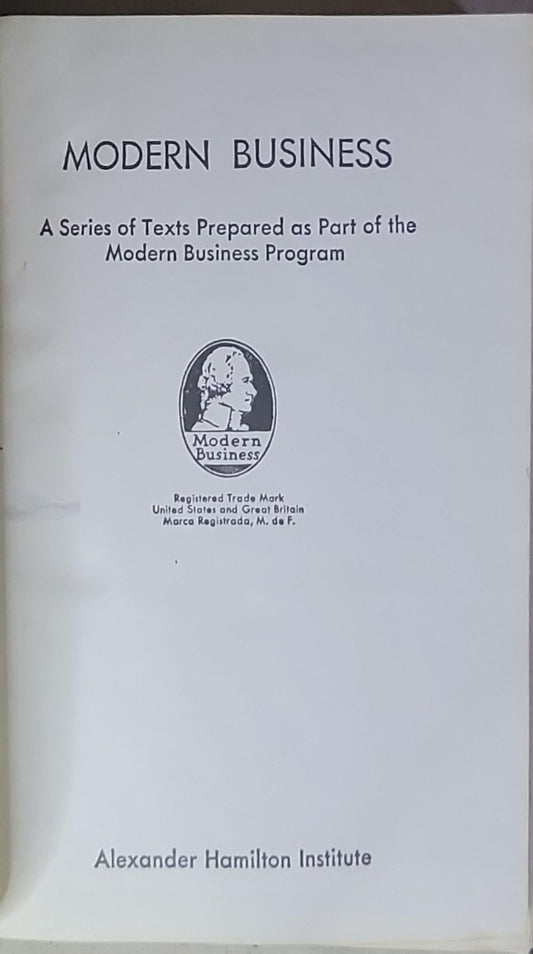 MODERN BUSINESS
A Series of Texts Prepared as Part of the
Modern Business Program
Modern
Business
Registered Trade Mark
United States and Great Britain
Marca Registrada, M. de F.
Alexander Hamilton Institute